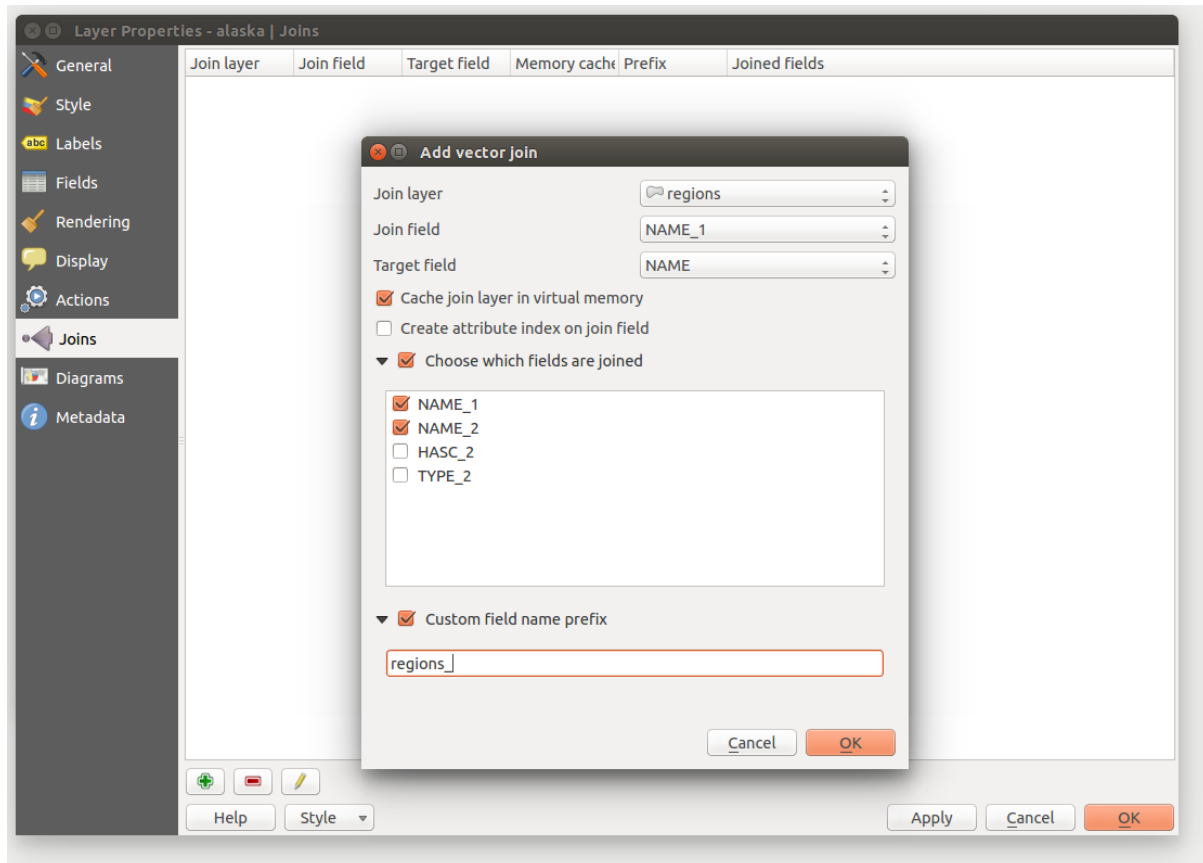 Layer Properties - alaska | Joins
General
Style
Labels
Fields
Rendering
Display
Actions
Joins
Diagrams
Metadata
abc
Join layer Join field Target field Memory cache Prefix Joined fields
Add vector join
Join layer regions
Join field NAME_1
Target field NAME
Cache join layer in virtual memory
Create attribute index on join field
Choose which fields are joined
NAME_1
NAME_2
HASC_2
TYPE_2
Custom field name prefix
regions_
Cancel OK
Help Style Apply Cancel OK